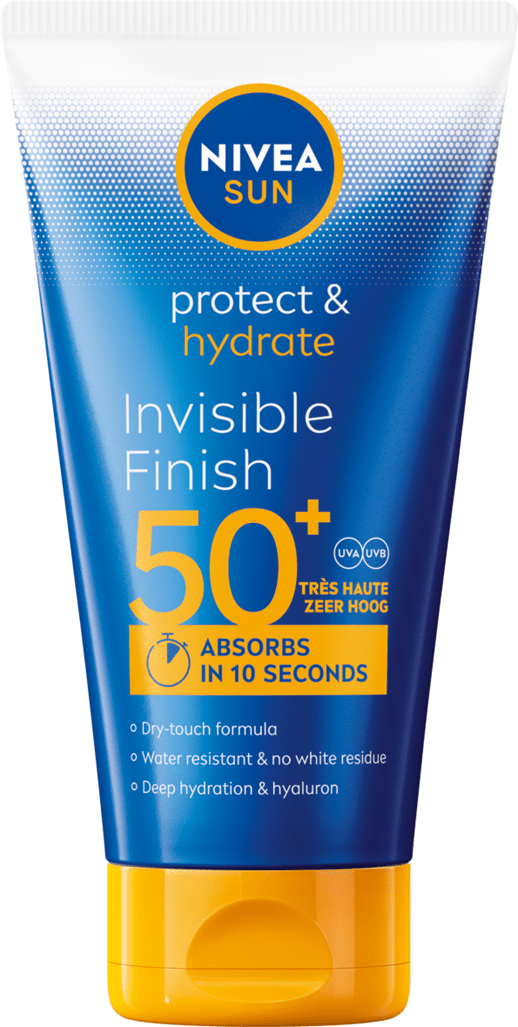 NIVEA
SUN
protect &
hydrate
Invisible
Finish
50+
UVA UVB
TRÈS HAUTE
ZEER HOOG
ABSORBS
IN 10 SECONDS
Dry-touch formula
Water resistant & no white residue
Deep hydration & hyaluron